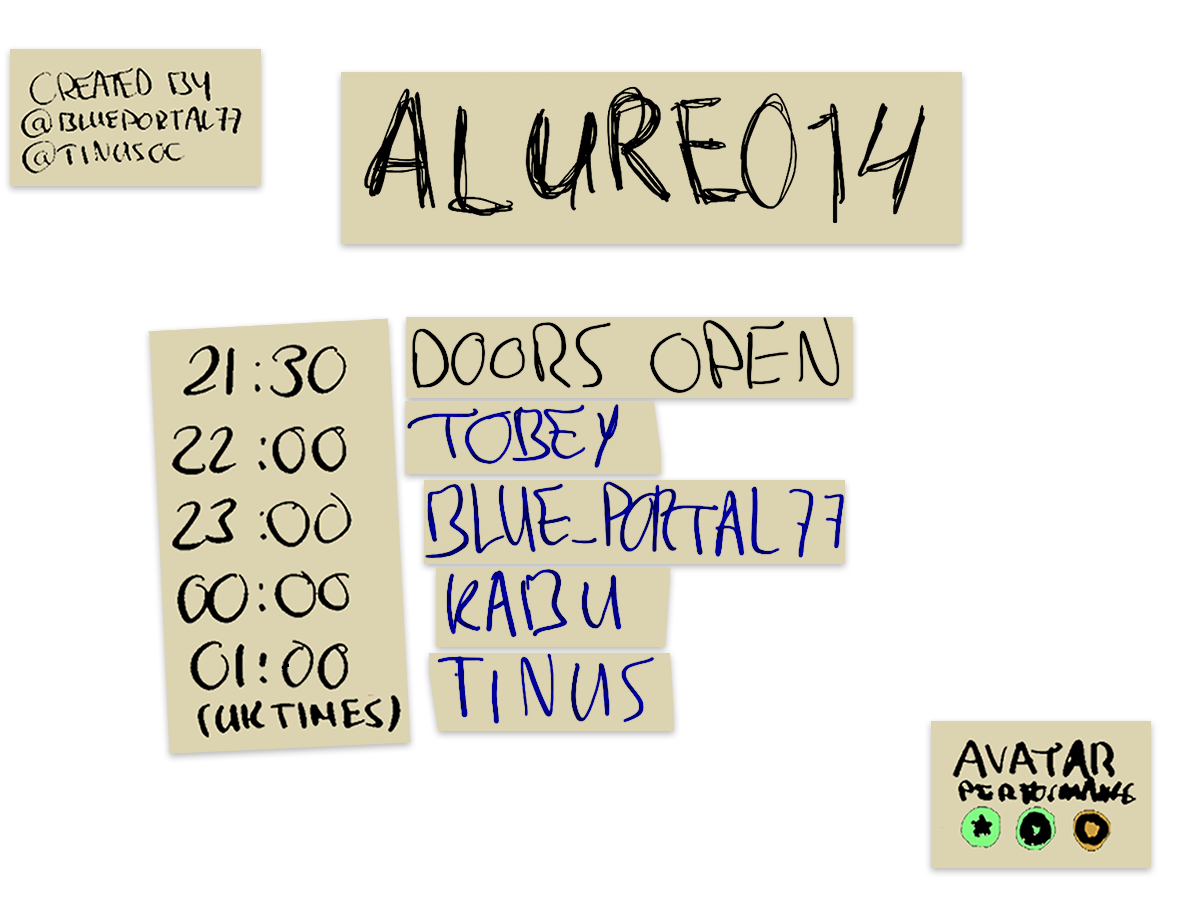 CREATED BY
@BLUEPORTAL77
@TINUSOC
ALURE014
21:30 DOORS OPEN
22:00 TOBEY
23:00 BLUE_PORTAL77
00:00 KABU
01:00 TINUS
(UK TIMES)
AVATAR
PERFORMANCE